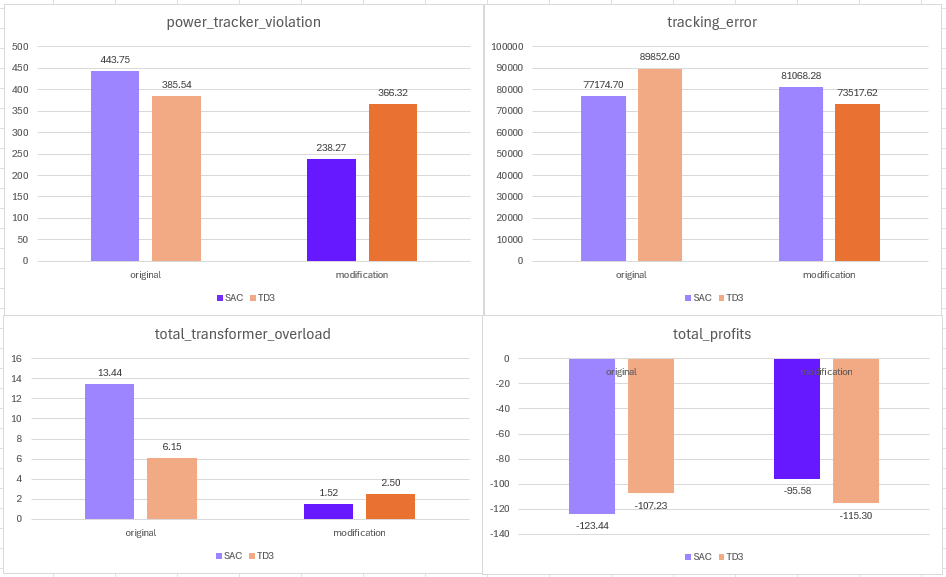 power_tracker_violation
500
450
400
350
300
250
200
150
100
50
0
443.75
385.54
238.27
366.32
original
modification
SAC
TD3
tracking_error
100000
90000
80000
70000
60000
50000
40000
30000
20000
10000
0
77174.70
89852.60
81068.28
73517.62
original
modification
SAC
TD3
total_transformer_overload
16
14
12
10
8
6
4
2
0
13.44
6.15
1.52
2.50
original
modification
SAC
TD3
total_profits
0
-20
-40
-60
-80
-100
-120
-140
original
modification
-123.44
-107.23
-95.58
-115.30
SAC
TD3